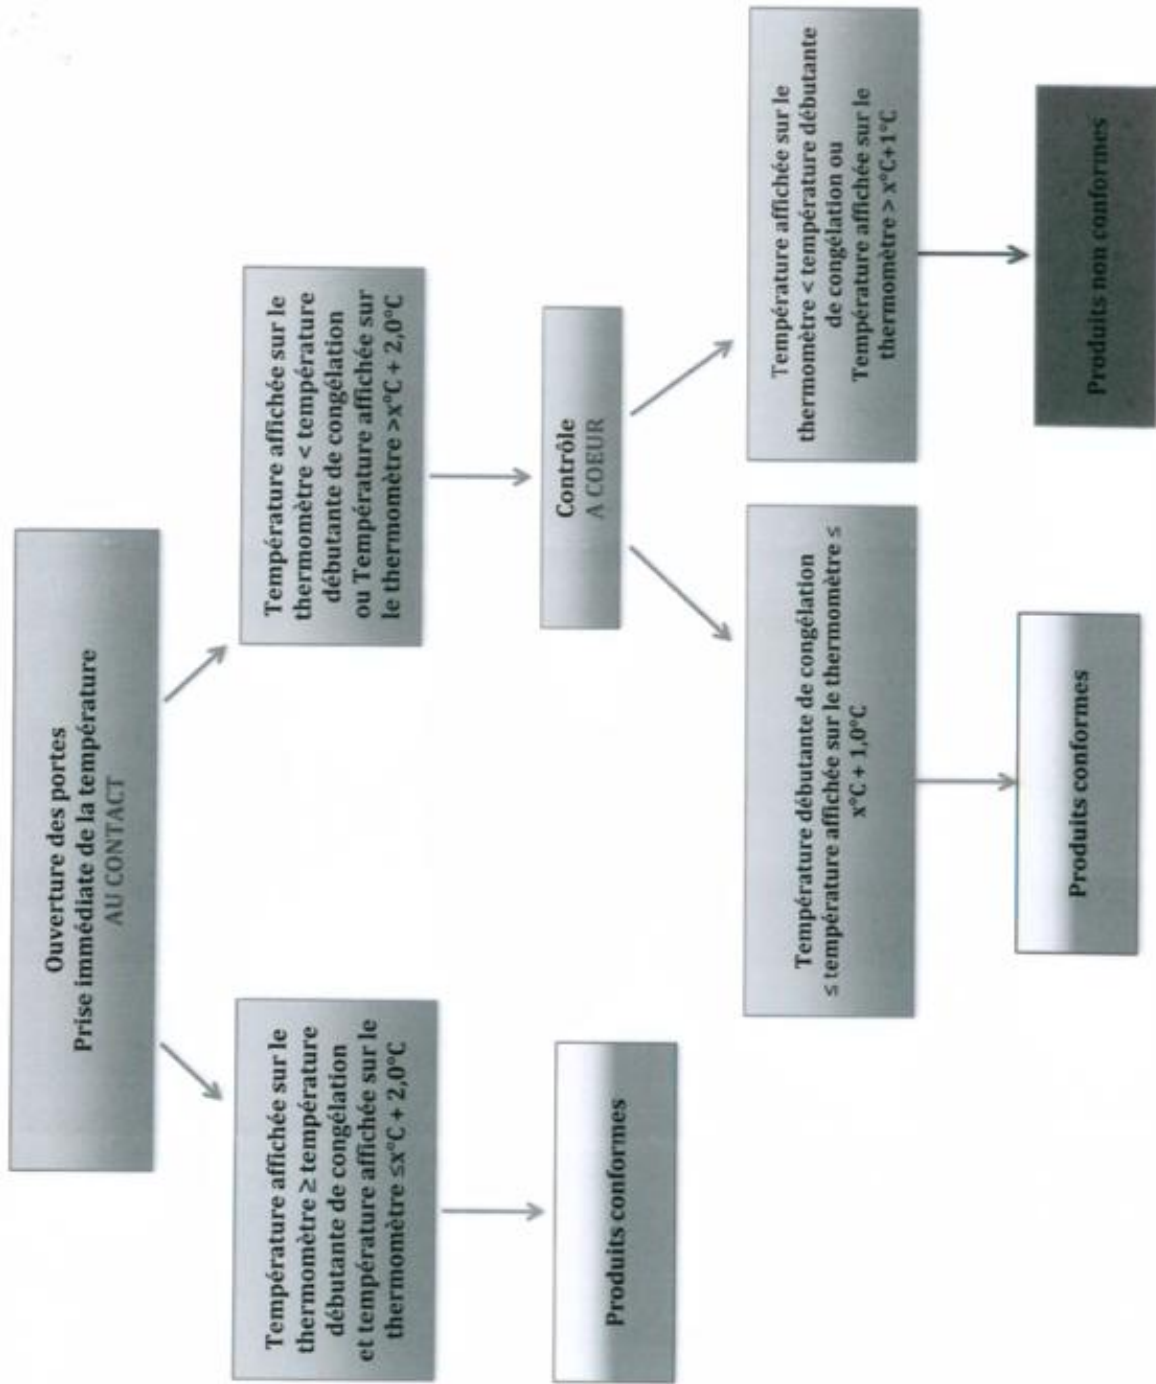 Ouverture des portes
Prise immédiate de la température
AU CONTACT
Température affichée sur le
thermomètre ≥ température
débutante de congélation
et température affichée sur le
thermomètre ≤x°C + 2,0°C
Produits conformes
Température affichée sur le
thermomètre < température
débutante de congélation
ou Température affichée sur
le thermomètre >x°C + 2,0°C
Contrôle
A COEUR
Température débutante de congélation
≤ température affichée sur le thermomètre ≤
x°C + 1,0°C
Produits conformes
Température affichée sur le
thermomètre < température débutante
de congélation ou
Température affichée sur le
thermomètre > x°C+1°C
Produits non conformes